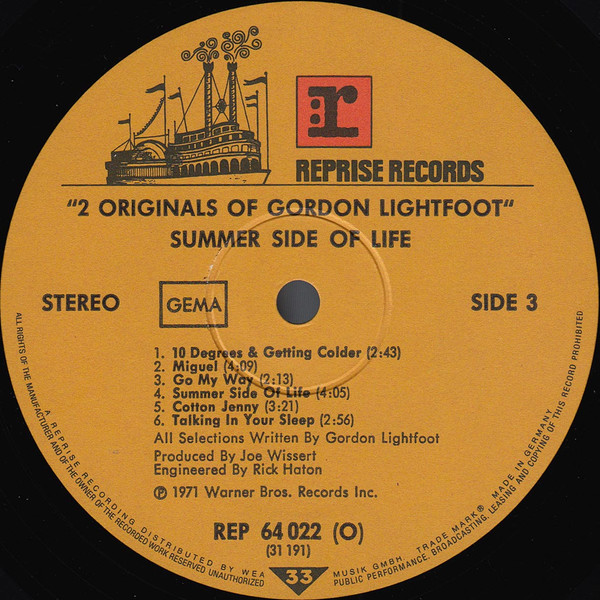 r
REPRISE RECORDS
"2 ORIGINALS OF GORDON LIGHTFOOT"
SUMMER SIDE OF LIFE
STEREO
GEMA
SIDE 3
1. 10 Degrees & Getting Colder (2:43)
2. Miguel (4:09)
3. Go My Way (2:13)
4. Summer Side Of Life (4:05)
5. Cotton Jenny (3:21)
6. Talking In Your Sleep (2:56)
All Selections Written By Gordon Lightfoot
Produced By Joe Wissert
Engineered By Rick Haton
℗ 1971 Warner Bros. Records Inc.
REP 64 022 (O)
(31 191)
33
A REPRISE RECORDING DISTRIBUTED BY WEA MUSIK GMBH TRADE MARK® MADE IN GERMANY
ALL RIGHTS OF THE MANUFACTURER AND OF THE OWNER OF THE RECORDED WORK RESERVED UNAUTHORIZED PUBLIC PERFORMANCE, BROADCASTING, LEASING AND COPYING OF THIS RECORD PROHIBITED